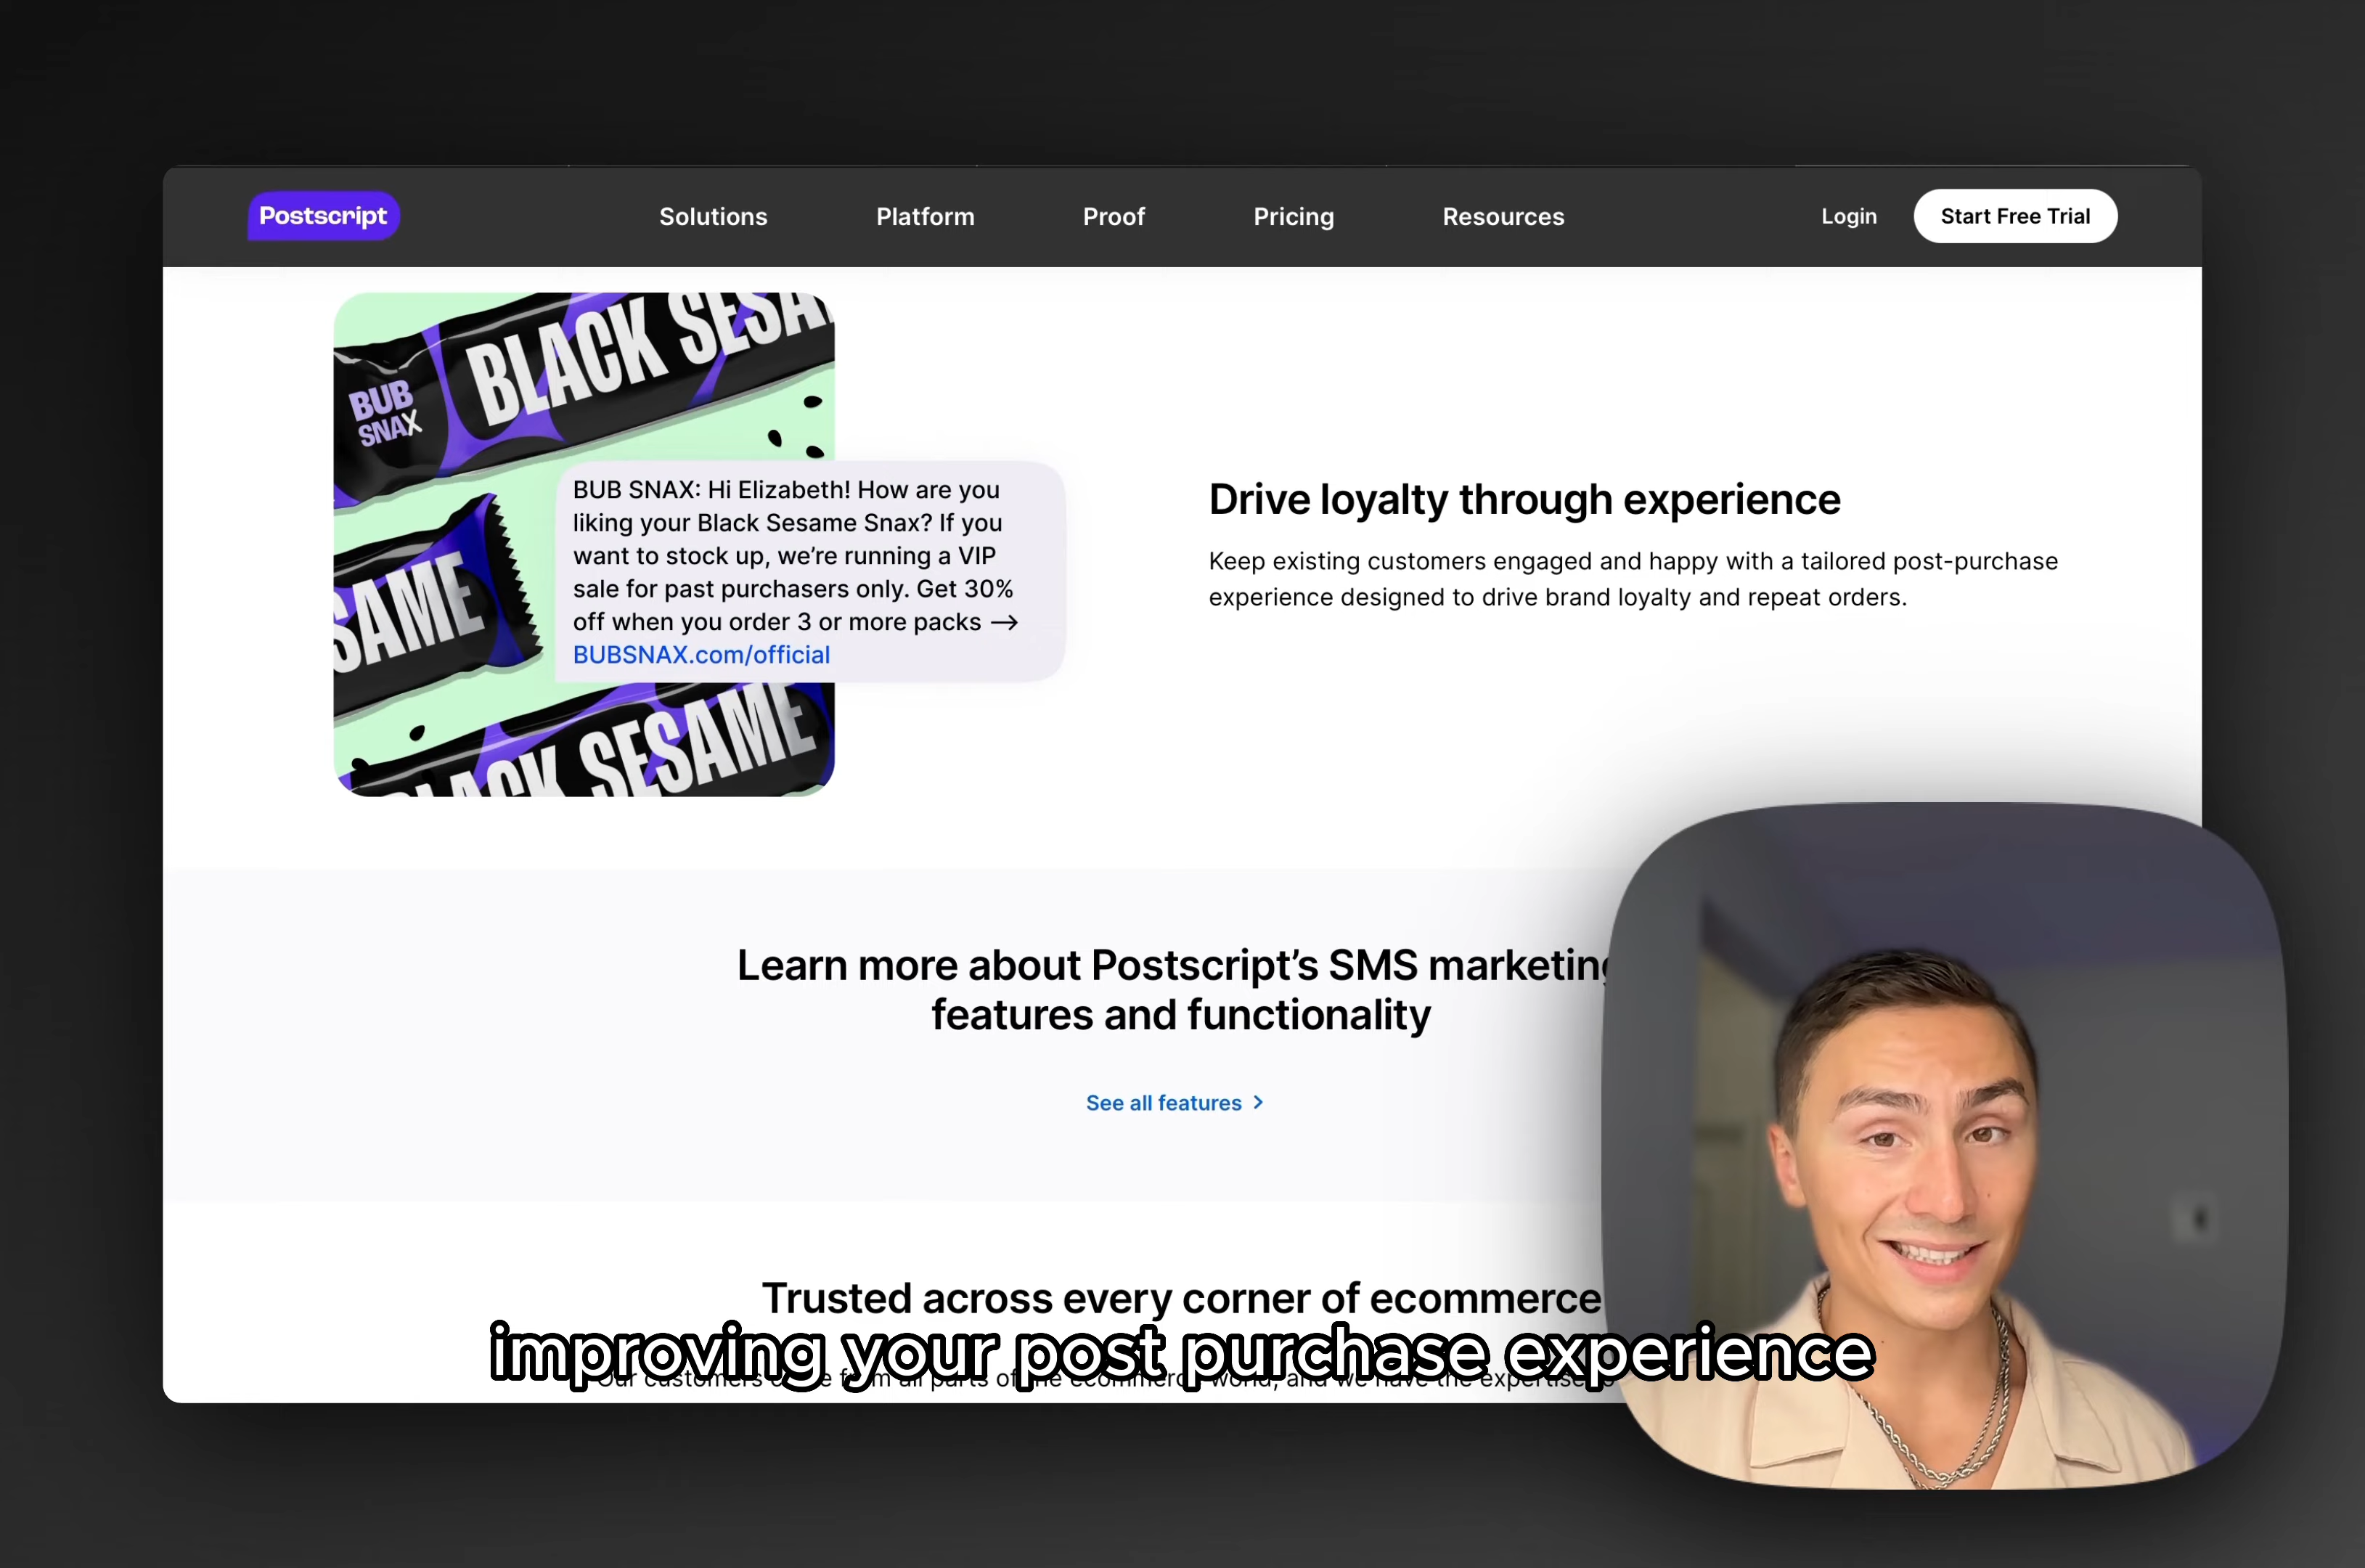 Postscript
Solutions
Platform
Proof
Pricing
Resources
Login
Start Free Trial
BLACK
BUB
SNAX
BUB SNAX: Hi Elizabeth! How are you
liking your Black Sesame Snax? If you
want to stock up, we’re running a VIP
sale for past purchasers only. Get 30%
off when you order 3 or more packs →
BUBSNAX.com/official
SAME
SESAME
Drive loyalty through experience
Keep existing customers engaged and happy with a tailored post-purchase
experience designed to drive brand loyalty and repeat orders.
Learn more about Postscript’s SMS
features and functionality
See all features >
Trusted across every corner of ecommerce
improving your post purchase experience